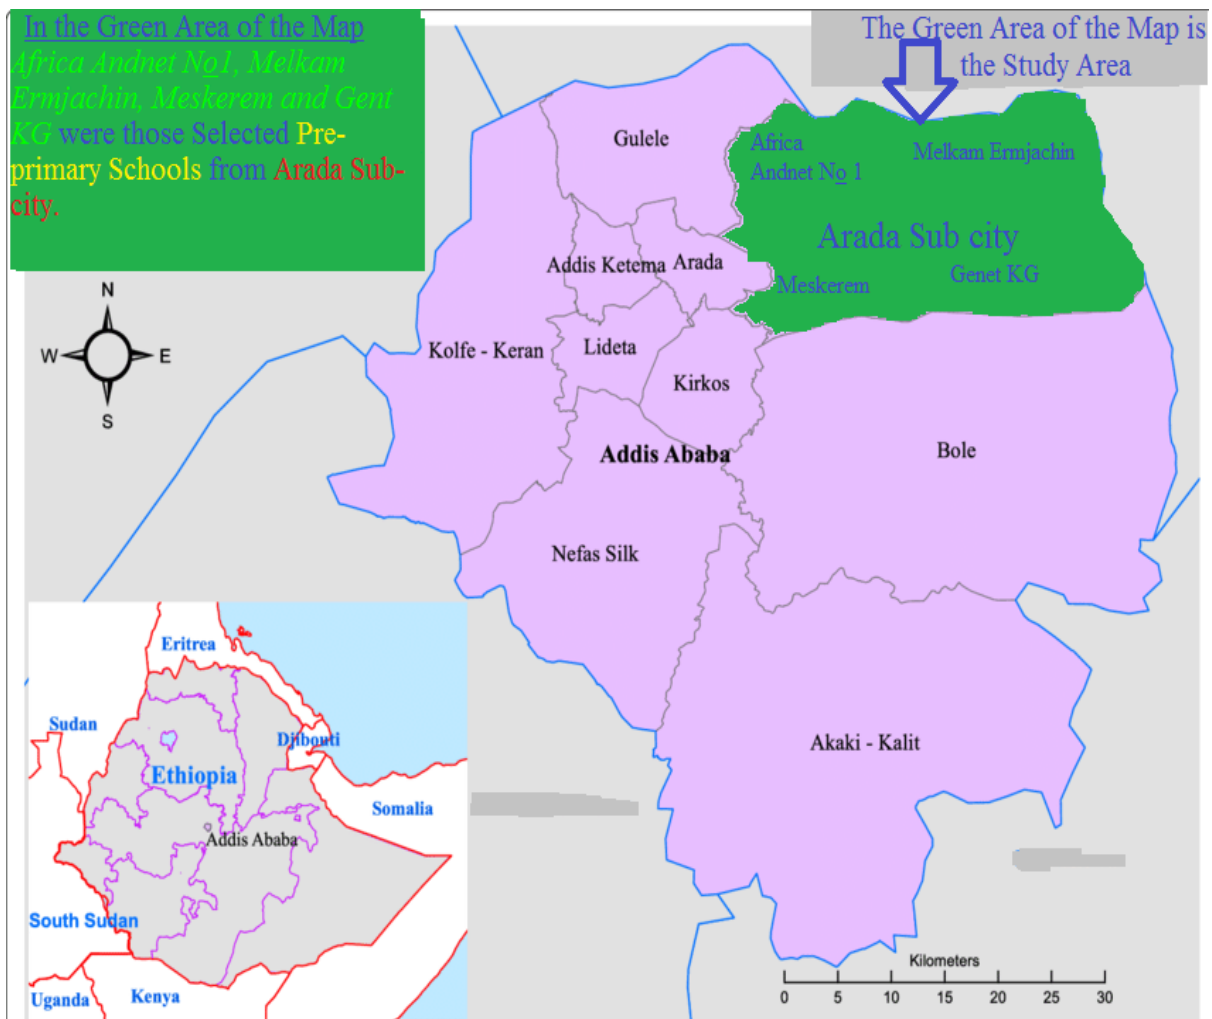 In the Green Area of the Map
Africa Andnet No1, Melkam
Ermjachin, Meskerem and Gent
KG were those Selected Pre-
primary Schools from Arada Sub-
city.
The Green Area of the Map is
the Study Area
Gulele
Africa
Andnet No 1
Melkam Ermjachin
Arada Sub city
Addis Ketema
Arada
Meskerem
Genet KG
N
W
E
S
Kolfe - Keran
Lideta
Kirkos
Addis Ababa
Bole
Nefas Silk
Akaki - Kalit
Eritrea
Sudan
Djibouti
Ethiopia
Somalia
Addis Ababa
South Sudan
Uganda
Kenya
Kilometers
0 5 10 15 20 25 30